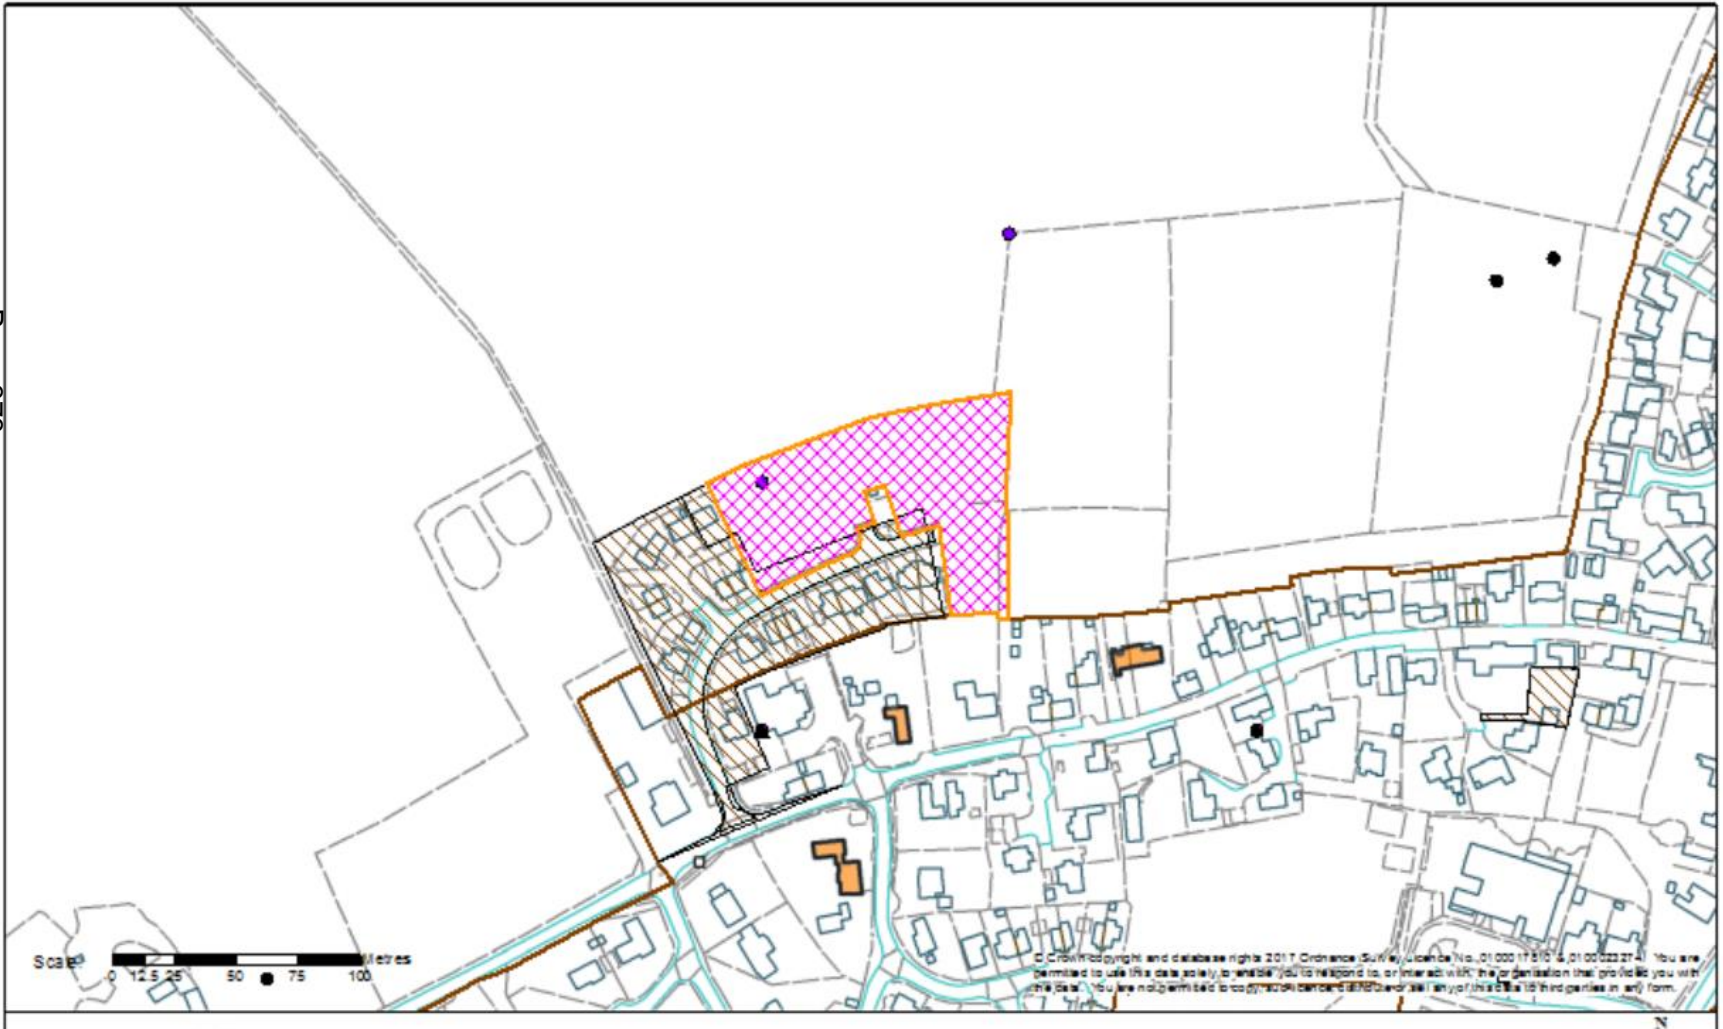 Scale
Metres
0 12.5 25 50 75 100
© Crown copyright and database rights 2017 Ordnance Survey Licence No. You are
permitted to use this data solely to enable you to respond to, or interact with, the organisation that provided you with
the data. You are not permitted to copy, sub-licence, distribute or sell any of this data to third parties in any form.
N